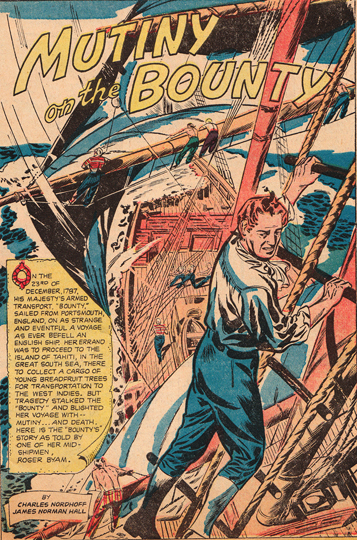 MUTINY
on the BOUNTY
ON THE
23RD OF
DECEMBER, 1787,
HIS MAJESTY'S ARMED
TRANSPORT, "BOUNTY,"
SAILED FROM PORTSMOUTH
ENGLAND, ON AS STRANGE
AND EVENTFUL A VOYAGE
AS EVER BEFELL AN
ENGLISH SHIP. HER ERRAND
WAS TO PROCEED TO THE
ISLAND OF TAHITI, IN THE
GREAT SOUTH SEA, THERE
TO COLLECT A CARGO OF
YOUNG BREADFRUIT TREES
FOR TRANSPORTATION TO
THE WEST INDIES. BUT
TRAGEDY STALKED THE
"BOUNTY" AND BLIGHTED
HER VOYAGE WITH--
MUTINY...AND DEATH.
HERE IS THE "BOUNTY'S"
STORY AS TOLD BY
ONE OF HER MID-
SHIPMEN,
ROGER BYAM.
BY
CHARLES NORDHOFF
JAMES NORMAN HALL